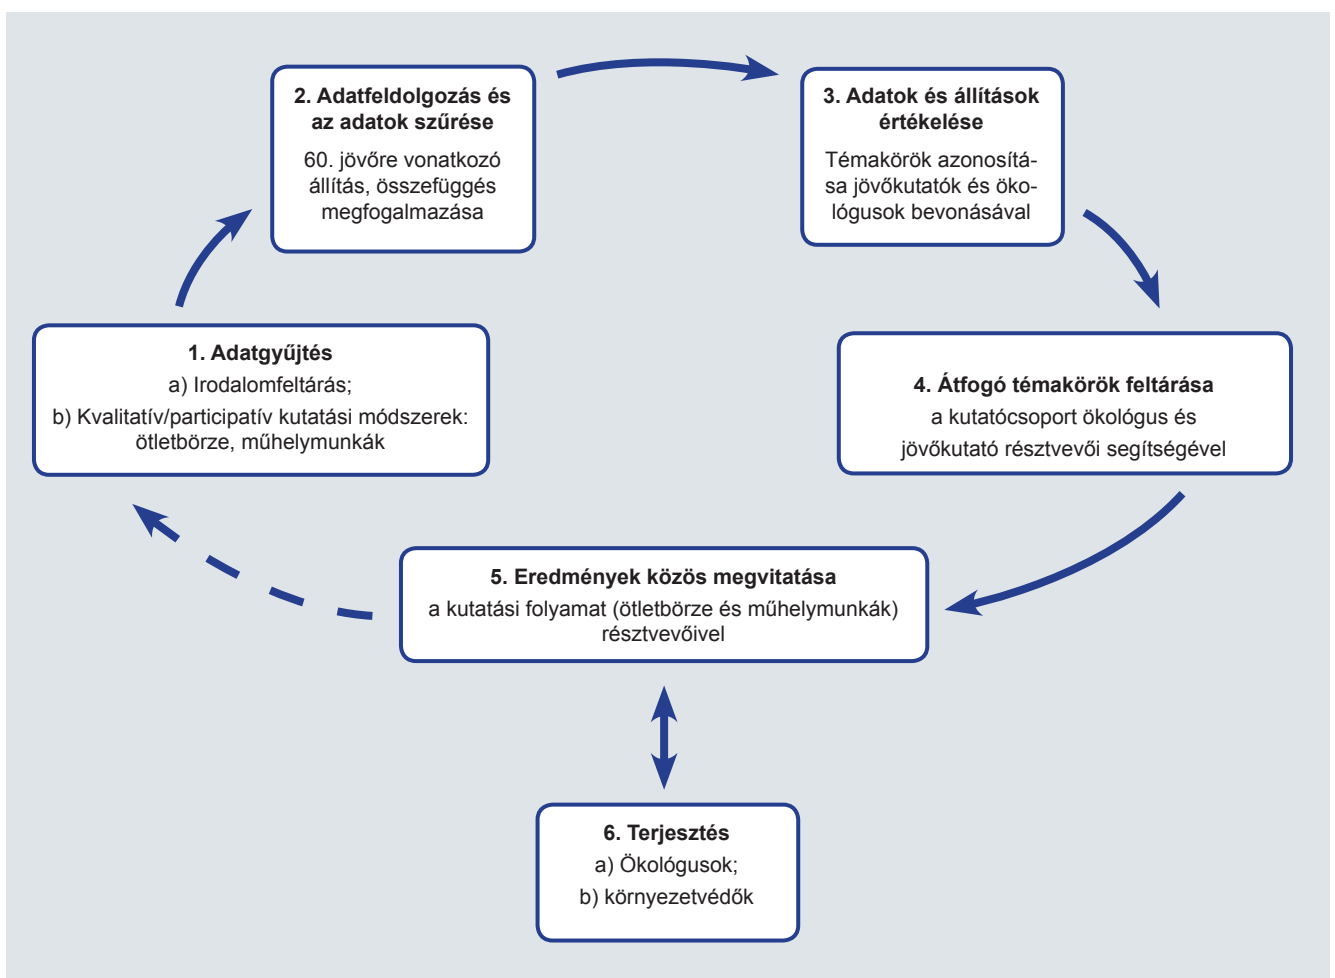 2. Adatfeldolgozás és
az adatok szűrése
60. jövőre vonatkozó
állítás, összefüggés
megfogalmazása
3. Adatok és állítások
értékelése
Témakörök azonosítá-
sa jövőkutatók és öko-
lógusok bevonásával
1. Adatgyűjtés
a) Irodalomfeltárás;
b) Kvalitatív/participatív kutatási módszerek:
ötletbörze, műhelymunkák
4. Átfogó témakörök feltárása
a kutatócsoport ökológus és
jövőkutató résztvevői segítségével
5. Eredmények közös megvitatása
a kutatási folyamat (ötletbörze és műhelymunkák)
résztvevőivel
6. Terjesztés
a) Ökológusok;
b) környezetvédők